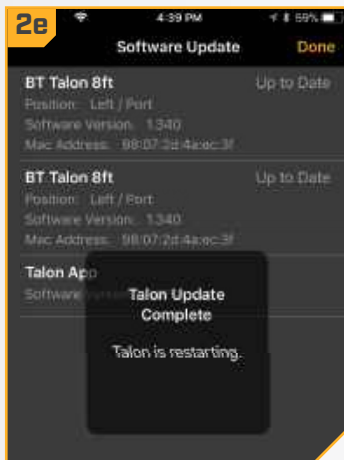 2e
4:39 PM
59%
Software Update
Done
BT Talon 8ft
Up to Date
Position: Left / Port
Software Version: 1.340
Mac Address: 98:07:2d:4a:ec:3f
BT Talon 8ft
Up to Date
Position: Left / Port
Software Version: 1.340
Mac Address: 98:07:2d:4a:ec:3f
Talon App
Software
Talon Update
Complete
Talon is restarting.